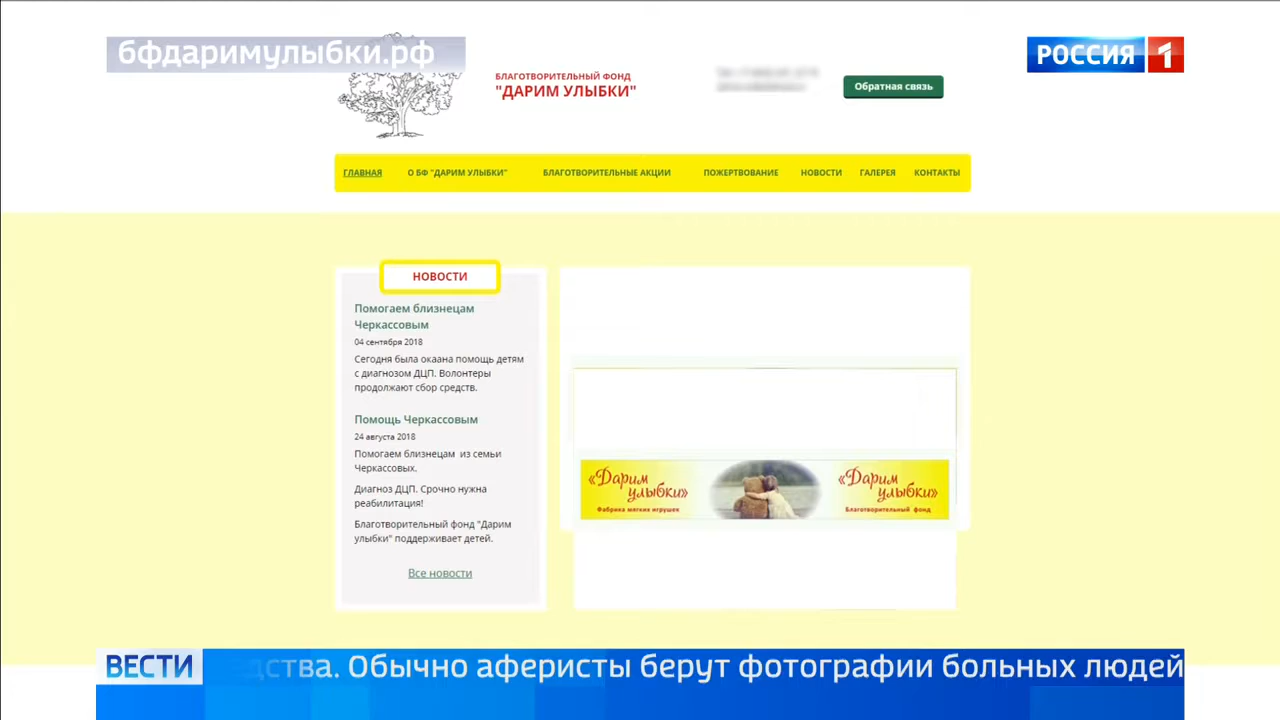 бфдаримулыбки.рф
РОССИЯ 1
БЛАГОТВОРИТЕЛЬНЫЙ ФОНД
"ДАРИМ УЛЫБКИ"
Обратная связь
ГЛАВНАЯ О БФ "ДАРИМ УЛЫБКИ" БЛАГОТВОРИТЕЛЬНЫЕ АКЦИИ ПОЖЕРТВОВАНИЕ НОВОСТИ ГАЛЕРЕЯ КОНТАКТЫ
НОВОСТИ
Помогаем близнецам
Черкассовым
04 сентября 2018
Сегодня была окаана помощь детям
с диагнозом ДЦП. Волонтеры
продолжают сбор средств.
Помощь Черкассовым
24 августа 2018
Помогаем близнецам из семьи
Черкассовых.
Диагноз ДЦП. Срочно нужна
реабилитация!
Благотворительный фонд "Дарим
улыбки" поддерживает детей.
Все новости
«Дарим
улыбки»
Фабрика мягких игрушек
«Дарим
улыбки»
Благотворительный фонд
ВЕСТИ
дства. Обычно аферисты берут фотографии больных людей